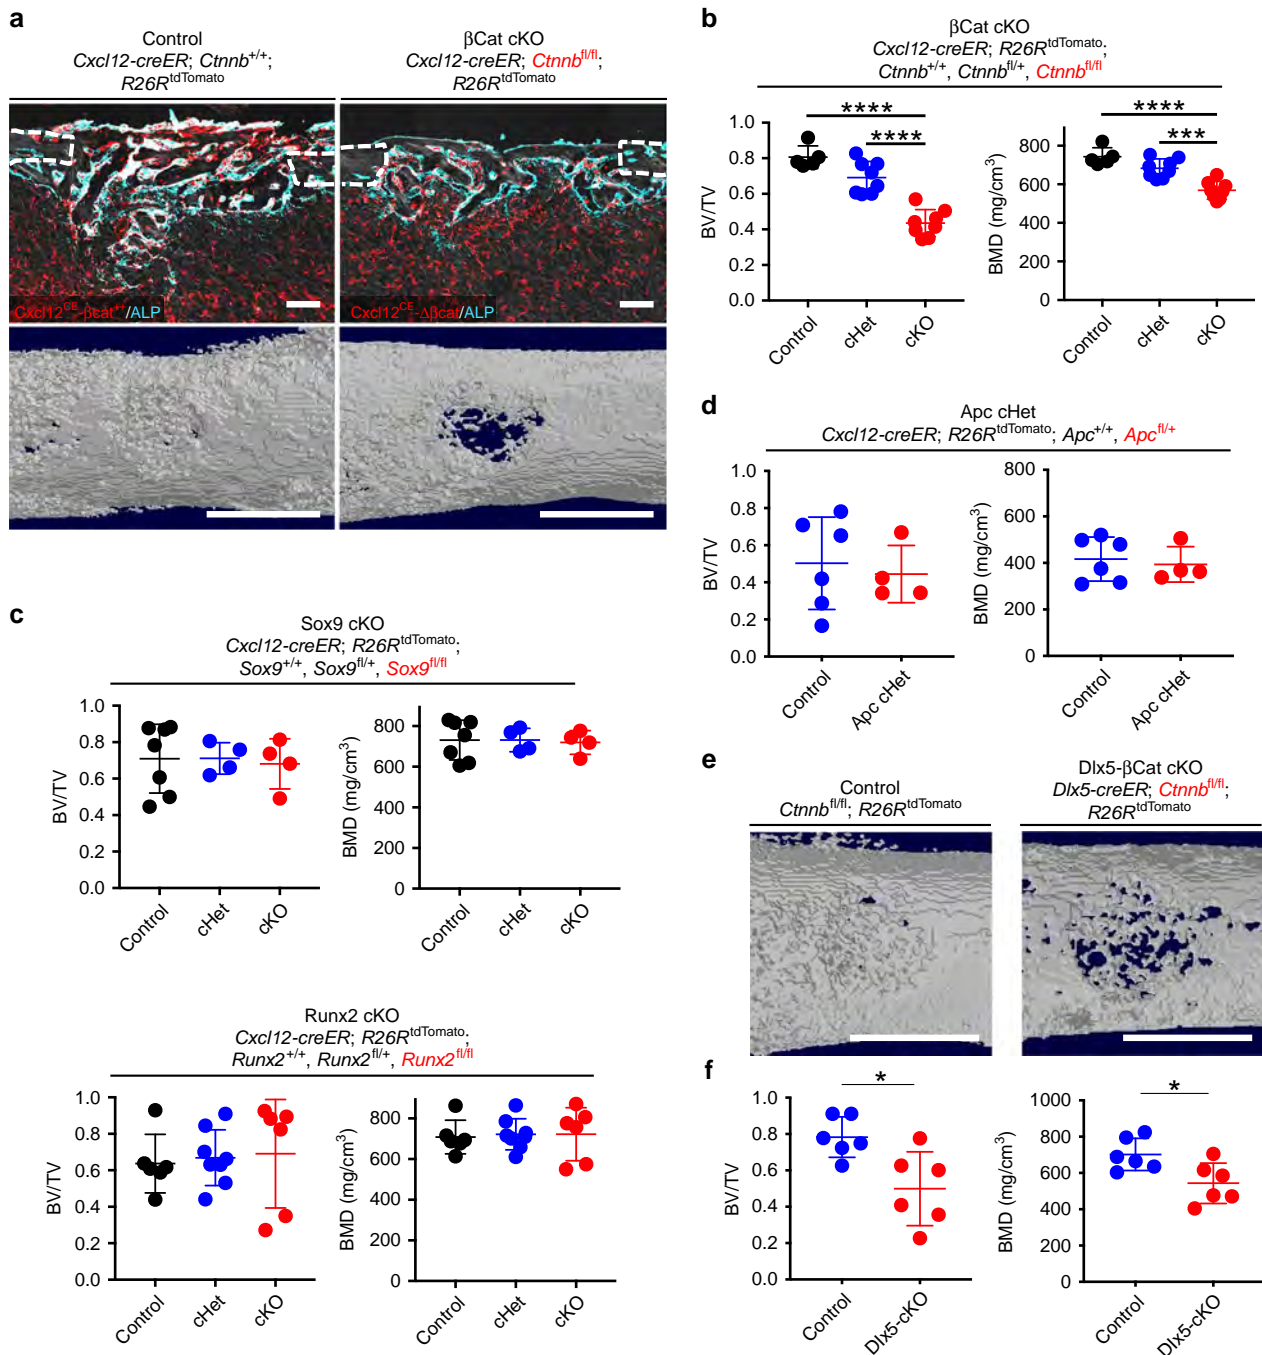 a
Control
Cxcl12-creER; Ctnnb+/+;
R26RtdTomato
βCat cKO
Cxcl12-creER; Ctnnbfl/fl;
R26RtdTomato
Cxcl12CE-βcat++/ALP
Cxcl12CE-Δβcat/ALP
b
βCat cKO
Cxcl12-creER; R26RtdTomato;
Ctnnb+/+, Ctnnbfl/+, Ctnnbfl/fl
****
****
BV/TV
1.0
0.8
0.6
0.4
0.2
0.0
Control
cHet
cKO
****
***
BMD (mg/cm3)
800
600
400
200
0
Control
cHet
cKO
c
Sox9 cKO
Cxcl12-creER; R26RtdTomato;
Sox9+/+, Sox9fl/+, Sox9fl/fl
BV/TV
1.0
0.8
0.6
0.4
0.2
0.0
Control
cHet
cKO
BMD (mg/cm3)
800
600
400
200
0
Control
cHet
cKO
Runx2 cKO
Cxcl12-creER; R26RtdTomato;
Runx2+/+, Runx2fl/+, Runx2fl/fl
BV/TV
1.0
0.8
0.6
0.4
0.2
0.0
Control
cHet
cKO
BMD (mg/cm3)
800
600
400
200
0
Control
cHet
cKO
d
Apc cHet
Cxcl12-creER; R26RtdTomato; Apc+/+, Apcfl/+
BV/TV
1.0
0.8
0.6
0.4
0.2
0.0
Control
Apc cHet
BMD (mg/cm3)
800
600
400
200
0
Control
Apc cHet
e
Control
Ctnnbfl/fl; R26RtdTomato
Dlx5-βCat cKO
Dlx5-creER; Ctnnbfl/fl;
R26RtdTomato
f
*
BV/TV
1.0
0.8
0.6
0.4
0.2
0.0
Control
Dlx5-cKO
*
BMD (mg/cm3)
1000
800
600
400
200
0
Control
Dlx5-cKO